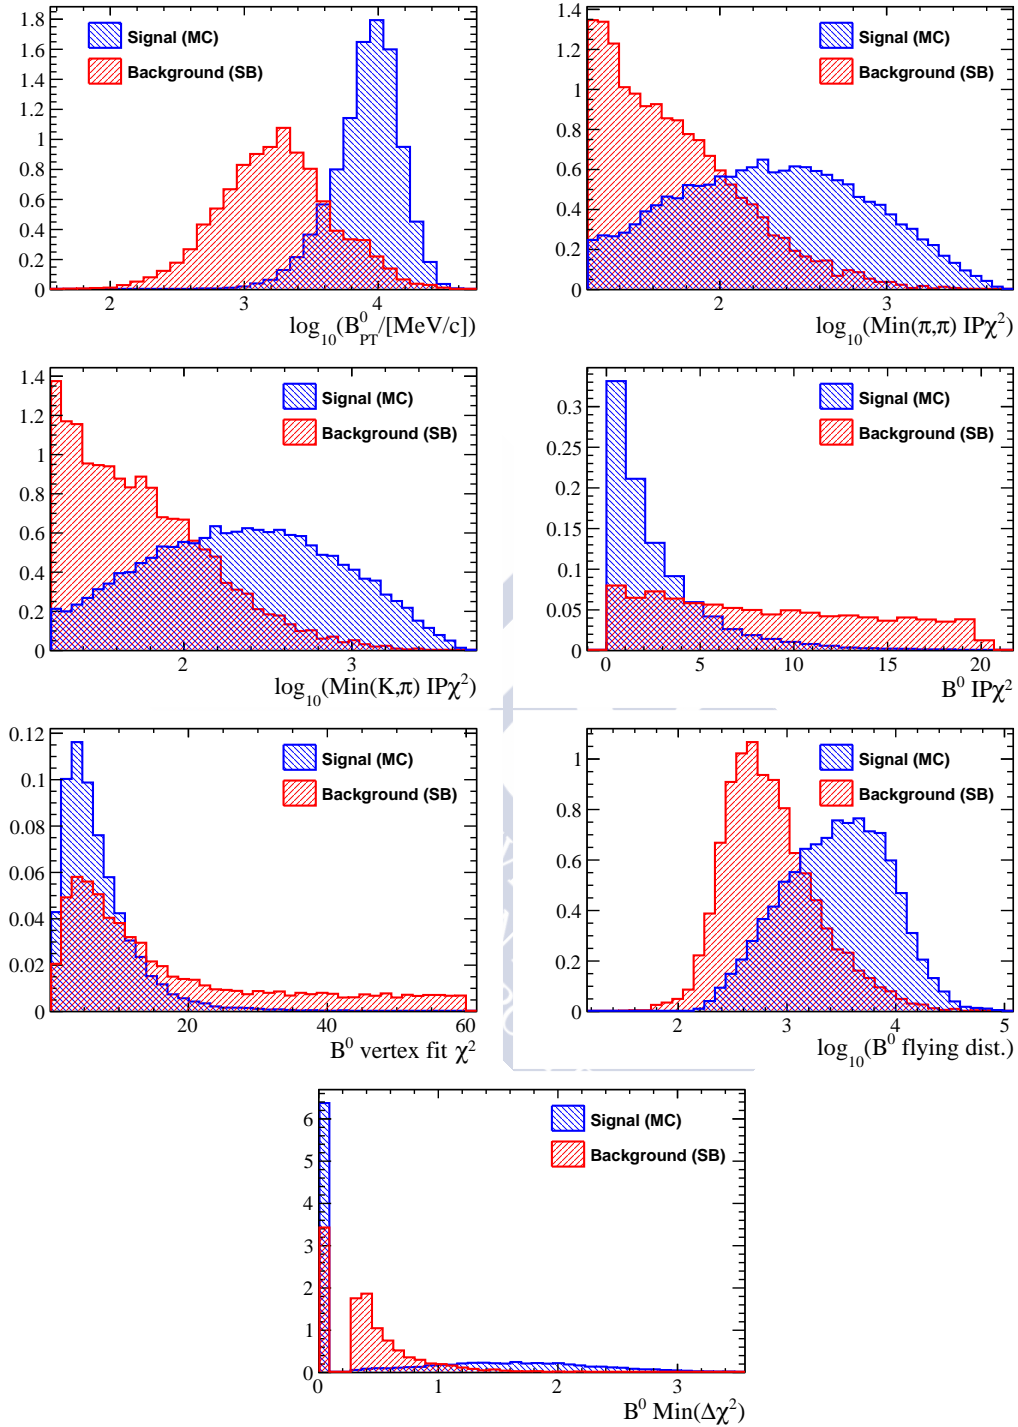 1.8
1.6
1.4
1.2
1
0.8
0.6
0.4
0.2
0
Signal (MC)
Background (SB)
2 3 4
log₁₀(B⁰_PT/[MeV/c])
1.4
1.2
1
0.8
0.6
0.4
0.2
0
Signal (MC)
Background (SB)
2 3
log₁₀(Min(π,π) IPχ²)
1.4
1.2
1
0.8
0.6
0.4
0.2
0
Signal (MC)
Background (SB)
2 3
log₁₀(Min(K,π) IPχ²)
0.3
0.25
0.2
0.15
0.1
0.05
0
Signal (MC)
Background (SB)
0 5 10 15 20
B⁰ IPχ²
0.12
0.1
0.08
0.06
0.04
0.02
0
Signal (MC)
Background (SB)
20 40 60
B⁰ vertex fit χ²
1
0.8
0.6
0.4
0.2
0
Signal (MC)
Background (SB)
2 3 4 5
log₁₀(B⁰ flying dist.)
6
5
4
3
2
1
0
Signal (MC)
Background (SB)
0 1 2 3
B⁰ Min(Δχ²)